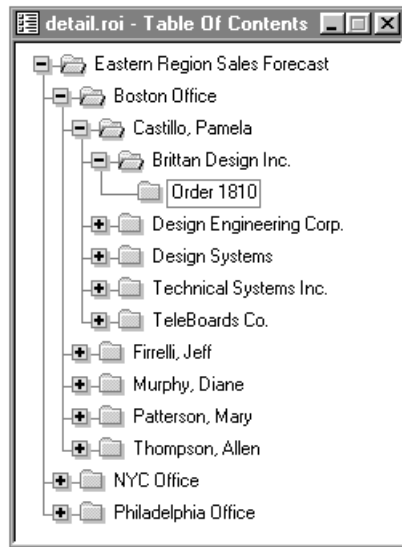 detail.roi - Table Of Contents
Eastern Region Sales Forecast
Boston Office
Castillo, Pamela
Brittan Design Inc.
Order 1810
Design Engineering Corp.
Design Systems
Technical Systems Inc.
TeleBoards Co.
Firrelli, Jeff
Murphy, Diane
Patterson, Mary
Thompson, Allen
NYC Office
Philadelphia Office